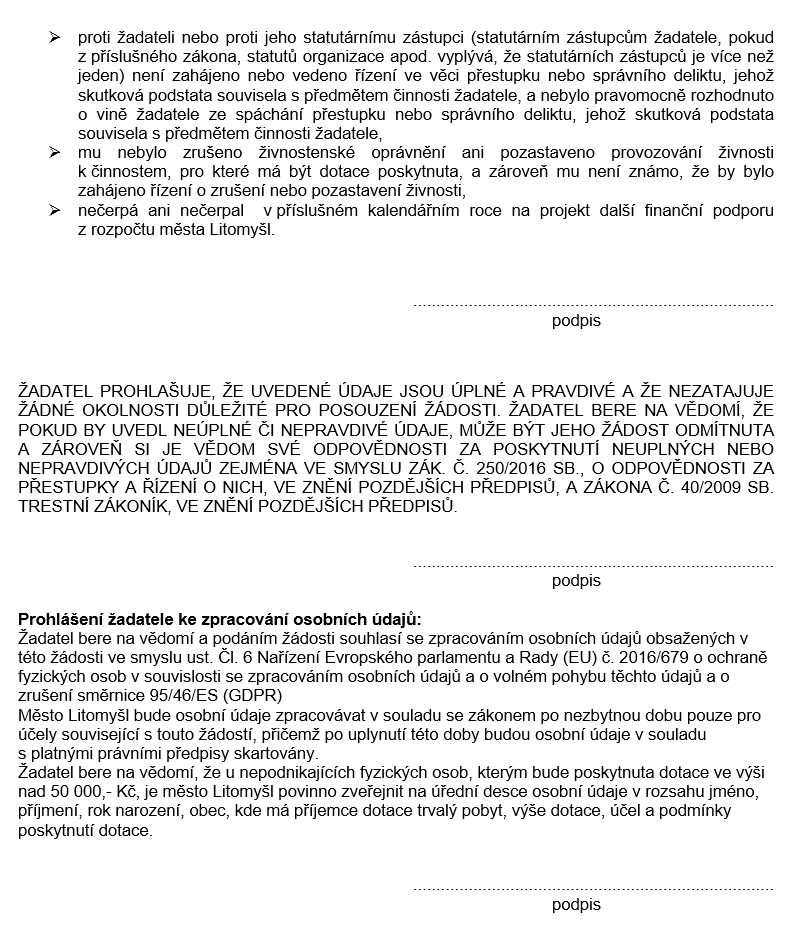 ➢ proti žadateli nebo proti jeho statutárnímu zástupci (statutárním zástupcům žadatele, pokud
z příslušného zákona, statutů organizace apod. vyplývá, že statutárních zástupců je více než
jeden) není zahájeno nebo vedeno řízení ve věci přestupku nebo správního deliktu, jehož
skutková podstata souvisela s předmětem činnosti žadatele, a nebylo pravomocně rozhodnuto
o vině žadatele ze spáchání přestupku nebo správního deliktu, jehož skutková podstata
souvisela s předmětem činnosti žadatele,
➢ mu nebylo zrušeno živnostenské oprávnění ani pozastaveno provozování živnosti
k činnostem, pro které má být dotace poskytnuta, a zároveň mu není známo, že by bylo
zahájeno řízení o zrušení nebo pozastavení živnosti,
➢ nečerpá ani nečerpal v příslušném kalendářním roce na projekt další finanční podporu
z rozpočtu města Litomyšl.
................................................................................
podpis
ŽADATEL PROHLAŠUJE, ŽE UVEDENÉ ÚDAJE JSOU ÚPLNÉ A PRAVDIVÉ A ŽE NEZATAJUJE
ŽÁDNÉ OKOLNOSTI DŮLEŽITÉ PRO POSOUZENÍ ŽÁDOSTI. ŽADATEL BERE NA VĚDOMÍ, ŽE
POKUD BY UVEDL NEÚPLNÉ ČI NEPRAVDIVÉ ÚDAJE, MŮŽE BÝT JEHO ŽÁDOST ODMÍTNUTA
A ZÁROVEŇ SI JE VĚDOM SVÉ ODPOVĚDNOSTI ZA POSKYTNUTÍ NEUPLNÝCH NEBO
NEPRAVDIVÝCH ÚDAJŮ ZEJMÉNA VE SMYSLU ZÁK. Č. 250/2016 SB., O ODPOVĚDNOSTI ZA
PŘESTUPKY A ŘÍZENÍ O NICH, VE ZNĚNÍ POZDĚJŠÍCH PŘEDPISŮ, A ZÁKONA Č. 40/2009 SB.
TRESTNÍ ZÁKONÍK, VE ZNĚNÍ POZDĚJŠÍCH PŘEDPISŮ.
................................................................................
podpis
Prohlášení žadatele ke zpracování osobních údajů:
Žadatel bere na vědomí a podáním žádosti souhlasí se zpracováním osobních údajů obsažených v
této žádosti ve smyslu ust. Čl. 6 Nařízení Evropského parlamentu a Rady (EU) č. 2016/679 o ochraně
fyzických osob v souvislosti se zpracováním osobních údajů a o volném pohybu těchto údajů a o
zrušení směrnice 95/46/ES (GDPR)
Město Litomyšl bude osobní údaje zpracovávat v souladu se zákonem po nezbytnou dobu pouze pro
účely související s touto žádostí, přičemž po uplynutí této doby budou osobní údaje v souladu
s platnými právními předpisy skartovány.
Žadatel bere na vědomí, že u nepodnikajících fyzických osob, kterým bude poskytnuta dotace ve výši
nad 50 000,- Kč, je město Litomyšl povinno zveřejnit na úřední desce osobní údaje v rozsahu jméno,
příjmení, rok narození, obec, kde má příjemce dotace trvalý pobyt, výše dotace, účel a podmínky
poskytnutí dotace.
................................................................................
podpis